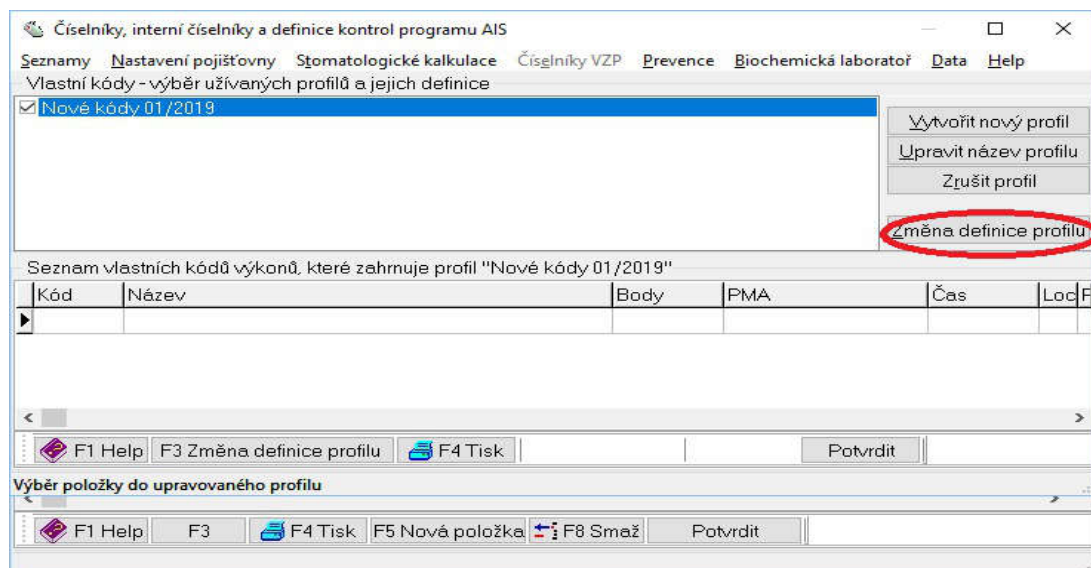 Číselníky, interní číselníky a definice kontrol programu AIS
Seznamy Nastavení pojišťovny Stomatologické kalkulace Číselníky VZP Prevence Biochemická laboratoř Data Help
Vlastní kódy - výběr užívaných profilů a jejich definice
Nové kódy 01/2019
Vytvořit nový profil
Upravit název profilu
Zrušit profil
Změna definice profilu
Seznam vlastních kódů výkonů, které zahrnuje profil "Nové kódy 01/2019"
Kód Název Body PMA Čas Loc F
F1 Help F3 Změna definice profilu F4 Tisk Potvrdit
Výběr položky do upravovaného profilu
F1 Help F3 F4 Tisk F5 Nová položka F8 Smaž Potvrdit